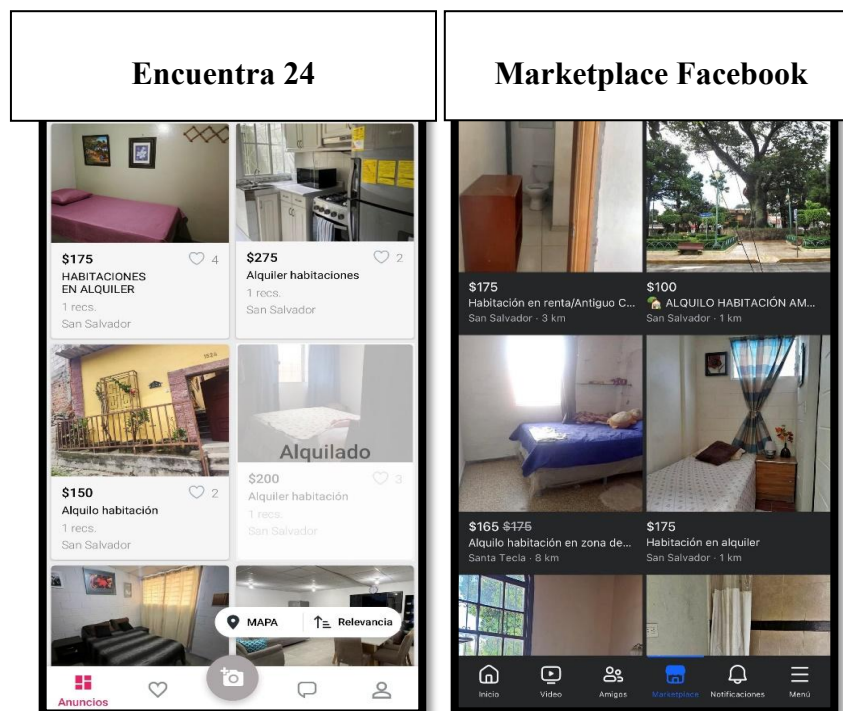 Encuentra 24
Marketplace Facebook
$175
4
HABITACIONES
EN ALQUILER
1 recs.
San Salvador
$275
2
Alquiler habitaciones
1 recs.
San Salvador
1526
$150
2
Alquilo habitación
1 recs.
San Salvador
Alquilado
$200
3
Alquiler habitación
1 recs.
San Salvador
MAPA
Relevancia
Anuncios
$175
Habitación en renta/Antiguo C...
San Salvador · 3 km
$100
🏡 ALQUILO HABITACIÓN AM...
San Salvador · 1 km
$165 $175
Alquilo habitación en zona de...
Santa Tecla · 8 km
$175
Habitación en alquiler
San Salvador · 1 km
Inicio
Video
Amigos
Marketplace
Notificaciones
Menú